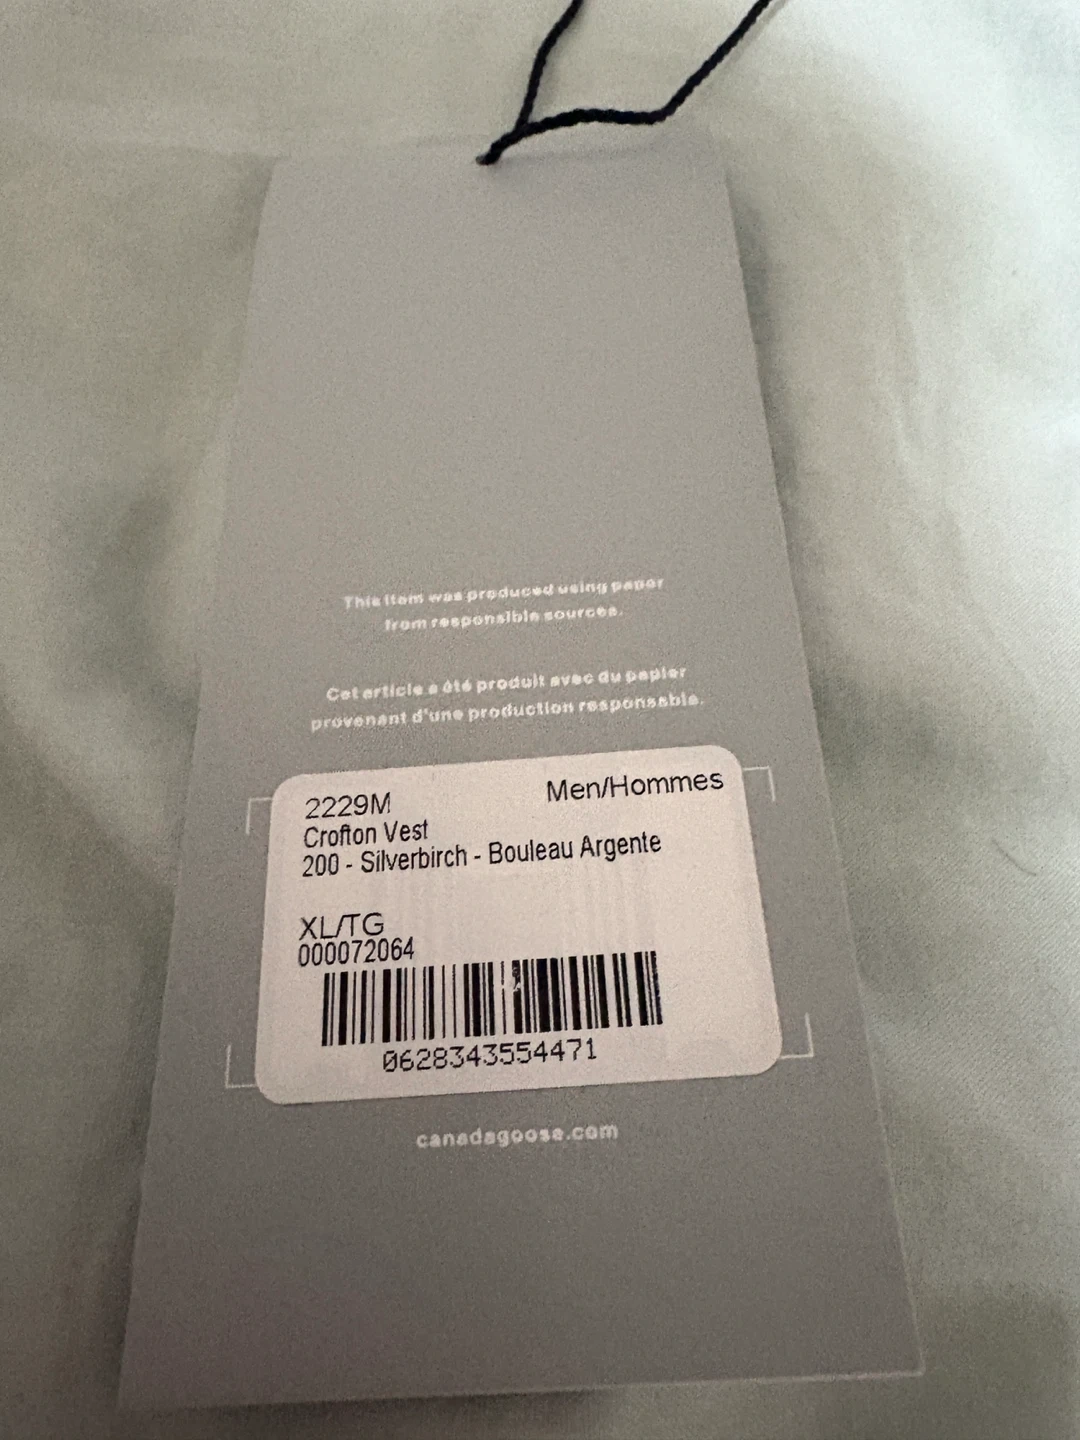 This item was produced using paper
from responsible sources.
Cet article a été produit avec du papier
provenant d'une production responsable.
2229M
Men/Hommes
Crofton Vest
200 - Silverbirch - Bouleau Argente
XL/TG
000072064
0628343554471
canadagoose.com